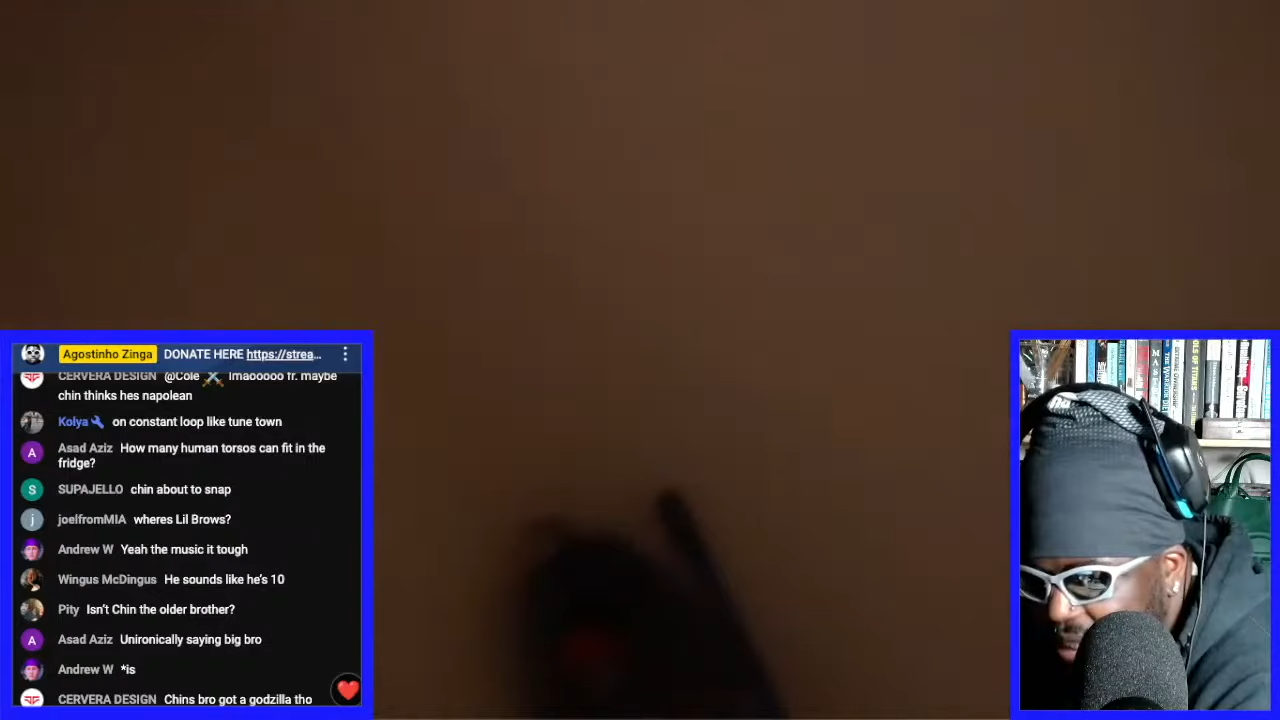 Agostinho Zinga DONATE HERE https://strea...
CERVERA DESIGN @Cole lmaooooo fr. maybe
chin thinks hes napolean
Kolya on constant loop like tune town
A Asad Aziz How many human torsos can fit in the
fridge?
S SUPAJELLO chin about to snap
j joelfromMIA wheres Lil Brows?
Andrew W Yeah the music it tough
Wingus McDingus He sounds like he's 10
Pity Isn't Chin the older brother?
A Asad Aziz Unironically saying big bro
Andrew W *is
CERVERA DESIGN Chins bro got a godzilla tho